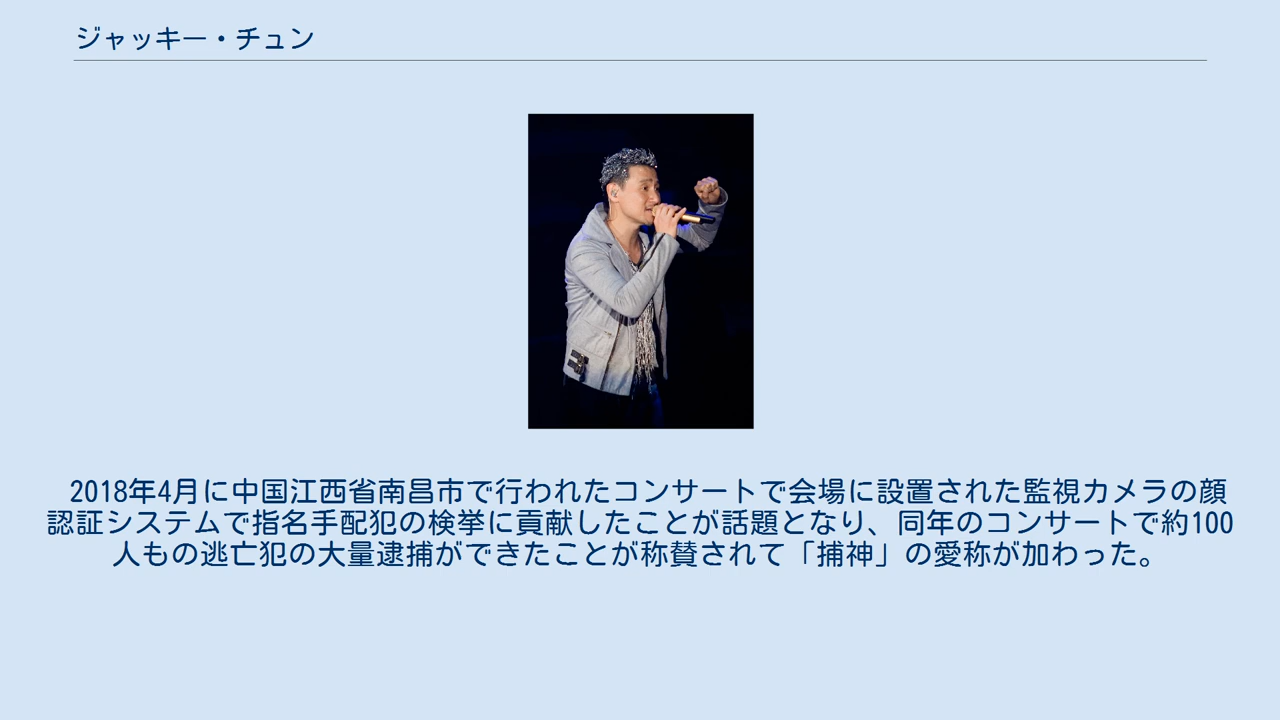 ジャッキー・チュン
2018年4月に中国江西省南昌市で行われたコンサートで会場に設置された監視カメラの顔
認証システムで指名手配犯の検挙に貢献したことが話題となり、同年のコンサートで約100
人もの逃亡犯の大量逮捕ができたことが称賛されて「捕神」の愛称が加わった。